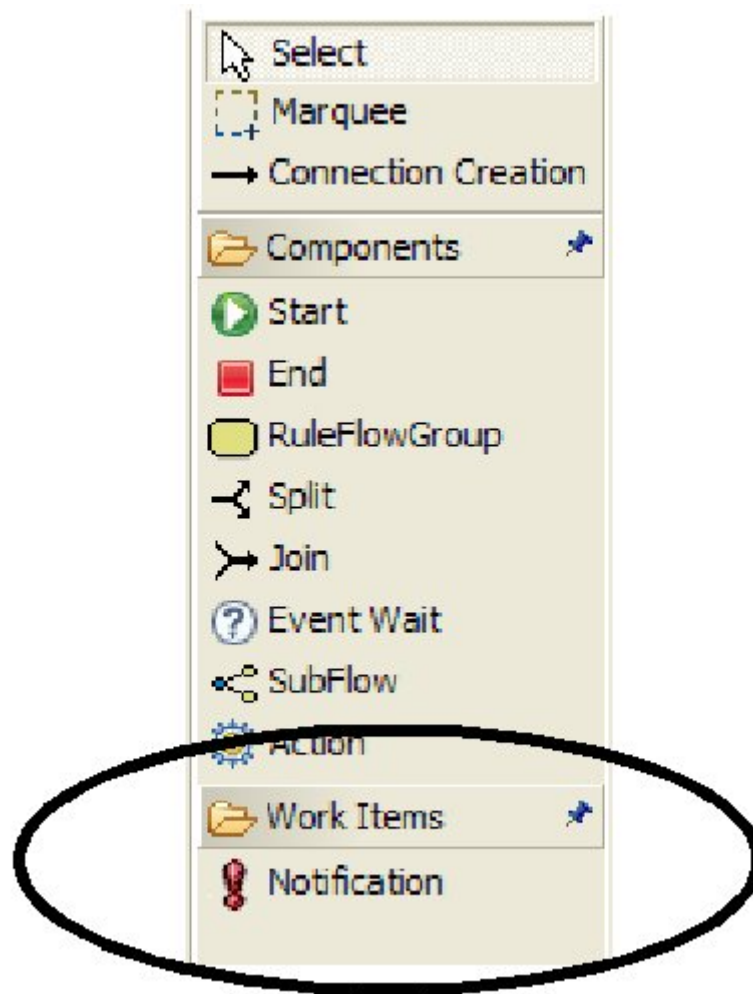 Select
Marquee
Connection Creation
Components
Start
End
RuleFlowGroup
Split
Join
Event Wait
SubFlow
Action
Work Items
Notification